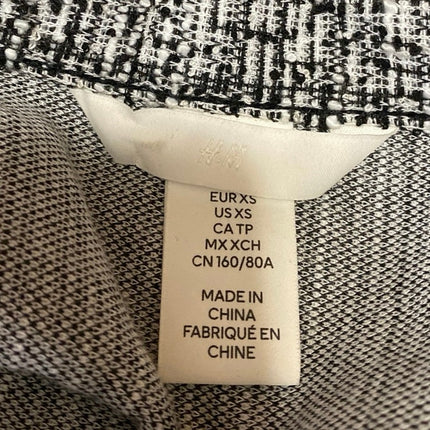 H&M
EUR XS
US XS
CA TP
MX XCH
CN 160/80A
MADE IN
CHINA
FABRIQUÉ EN
CHINE